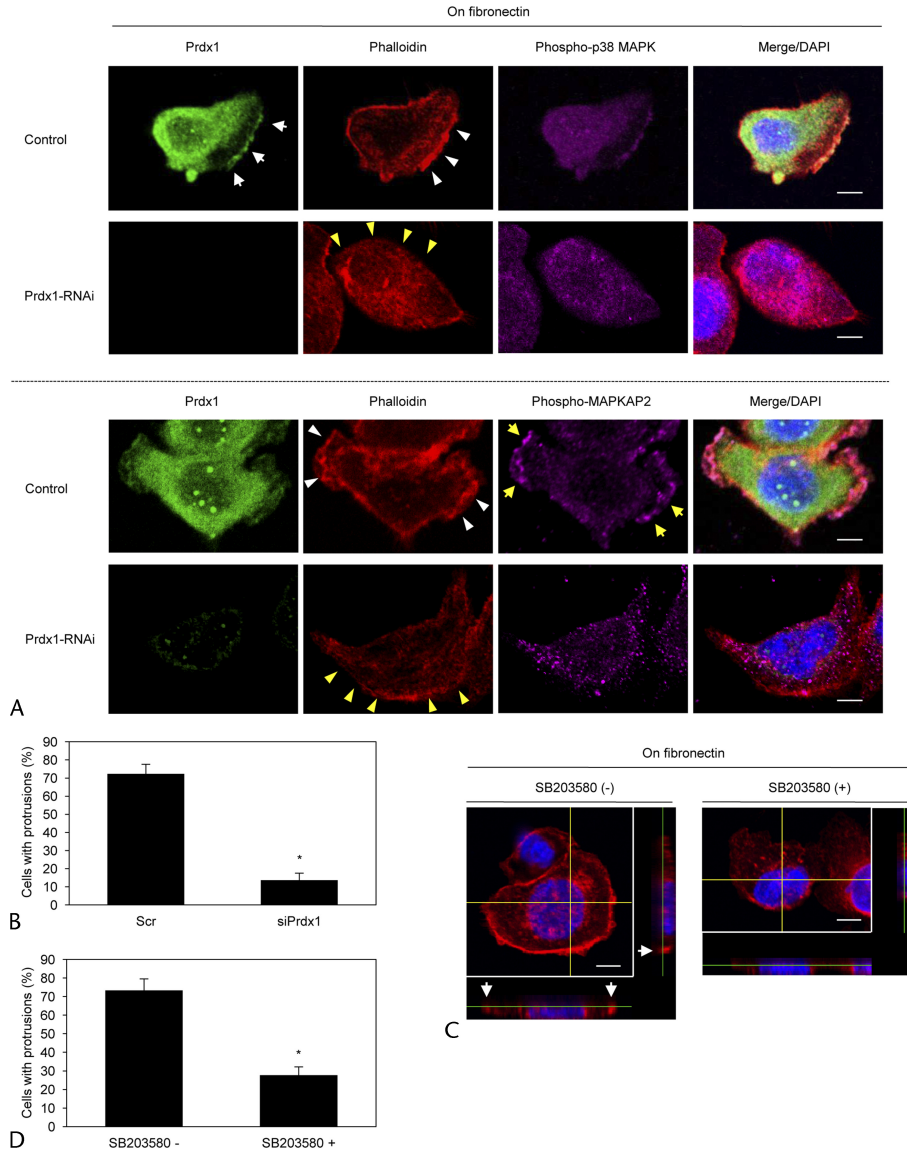 On fibronectin
Prdx1 Phalloidin Phospho-p38 MAPK Merge/DAPI
Control
Prdx1-RNAi
Prdx1 Phalloidin Phospho-MAPKAP2 Merge/DAPI
Control
Prdx1-RNAi
A
Cells with protrusions (%)
90
80
70
60
50
40
30
20
10
0
*
Scr siPrdx1
B
On fibronectin
SB203580 (-) SB203580 (+)
C
Cells with protrusions (%)
90
80
70
60
50
40
30
20
10
0
*
SB203580 - SB203580 +
D